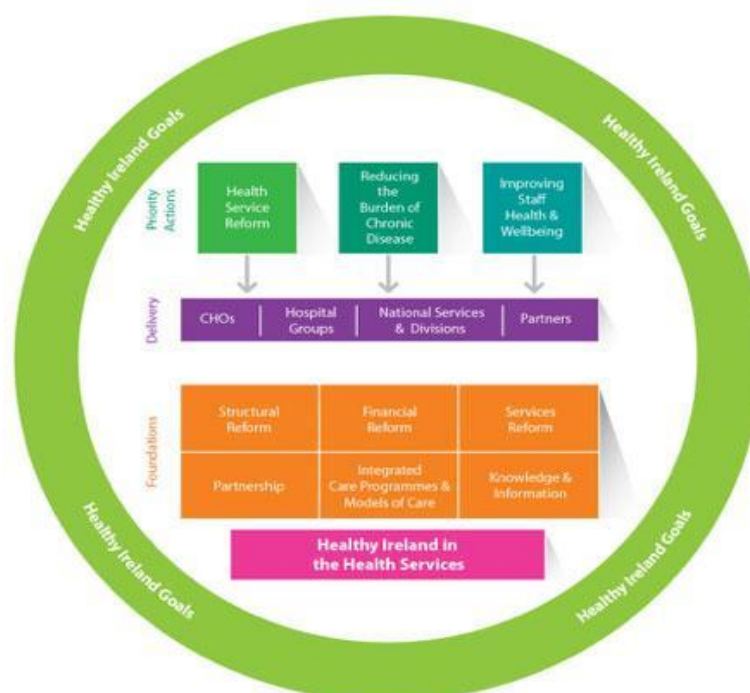 Healthy Ireland Goals
Healthy Ireland Goals
Priority
Actions
Health
Service
Reform
Reducing
the
Burden of
Chronic
Disease
Improving
Staff
Health &
Wellbeing
Delivery
CHOs
Hospital
Groups
National Services
& Divisions
Partners
Foundations
Structural
Reform
Financial
Reform
Services
Reform
Partnership
Integrated
Care Programmes &
Models of Care
Knowledge &
Information
Healthy Ireland in
the Health Services
Healthy Ireland Goals
Healthy Ireland Goals